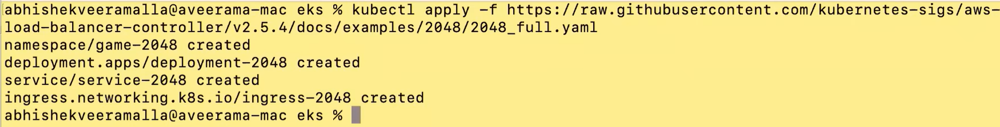 abhishekveeramalla@aveerama-mac eks % kubectl apply -f https://raw.githubusercontent.com/kubernetes-sigs/aws-
load-balancer-controller/v2.5.4/docs/examples/2048/2048_full.yaml
namespace/game-2048 created
deployment.apps/deployment-2048 created
service/service-2048 created
ingress.networking.k8s.io/ingress-2048 created
abhishekveeramalla@aveerama-mac eks %